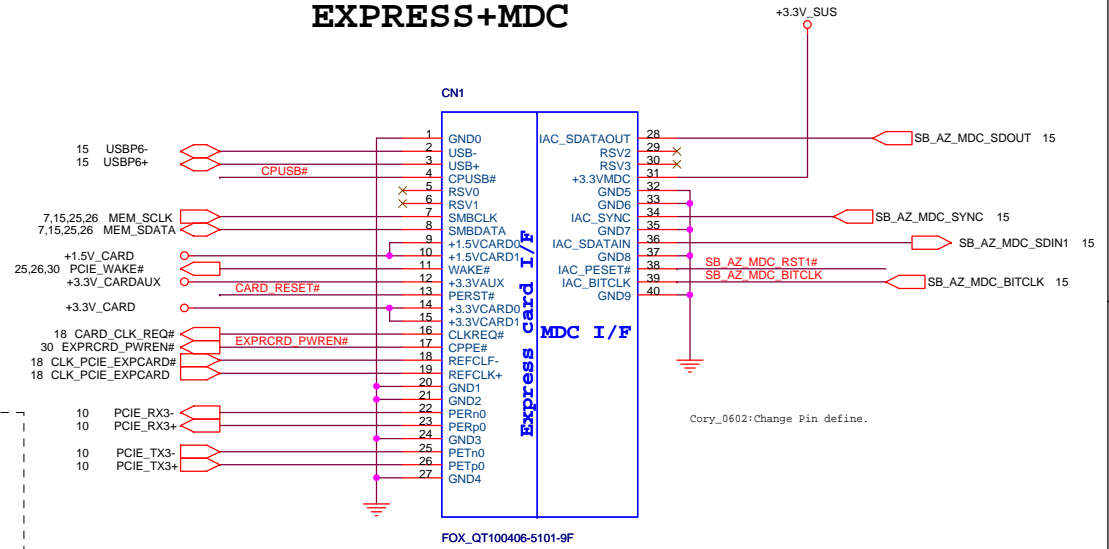 EXPRESS+MDC
+3.3V_SUS
CN1
1 GND0 IAC_SDATAOUT 28 SB_AZ_MDC_SDOUT 15
15 USBP6- 2 USB- RSV2 29
15 USBP6+ 3 USB+ RSV3 30
CPUSB# 4 CPUSB# +3.3VMDC 31
5 RSV0 GND5 32
6 RSV1 GND6 33
7,15,25,26 MEM_SCLK 7 SMBCLK IAC_SYNC 34 SB_AZ_MDC_SYNC 15
7,15,25,26 MEM_SDATA 8 SMBDATA GND7 35
9 +1.5VCARD0 IAC_SDATAIN 36 SB_AZ_MDC_SDIN1 15
+1.5V_CARD 10 +1.5VCARD1 GND8 37
25,26,30 PCIE_WAKE# 11 WAKE# IAC_PESET# 38 SB_AZ_MDC_RST1#
+3.3V_CARDAUX 12 +3.3VAUX IAC_BITCLK 39 SB_AZ_MDC_BITCLK SB_AZ_MDC_BITCLK 15
CARD_RESET# 13 PERST# GND9 40
+3.3V_CARD 14 +3.3VCARD0
15 +3.3VCARD1
18 CARD_CLK_REQ# 16 CLKREQ#
30 EXPRCRD_PWREN# EXPRCRD_PWREN# 17 CPPE#
18 CLK_PCIE_EXPCARD# 18 REFCLF-
18 CLK_PCIE_EXPCARD 19 REFCLK+
20 GND1
21 GND2
10 PCIE_RX3- 22 PERn0
10 PCIE_RX3+ 23 PERp0
24 GND3
10 PCIE_TX3- 25 PETn0
10 PCIE_TX3+ 26 PETp0
27 GND4
Express card I/F
MDC I/F
Cory_0602:Change Pin define.
FOX_QT100406-5101-9F